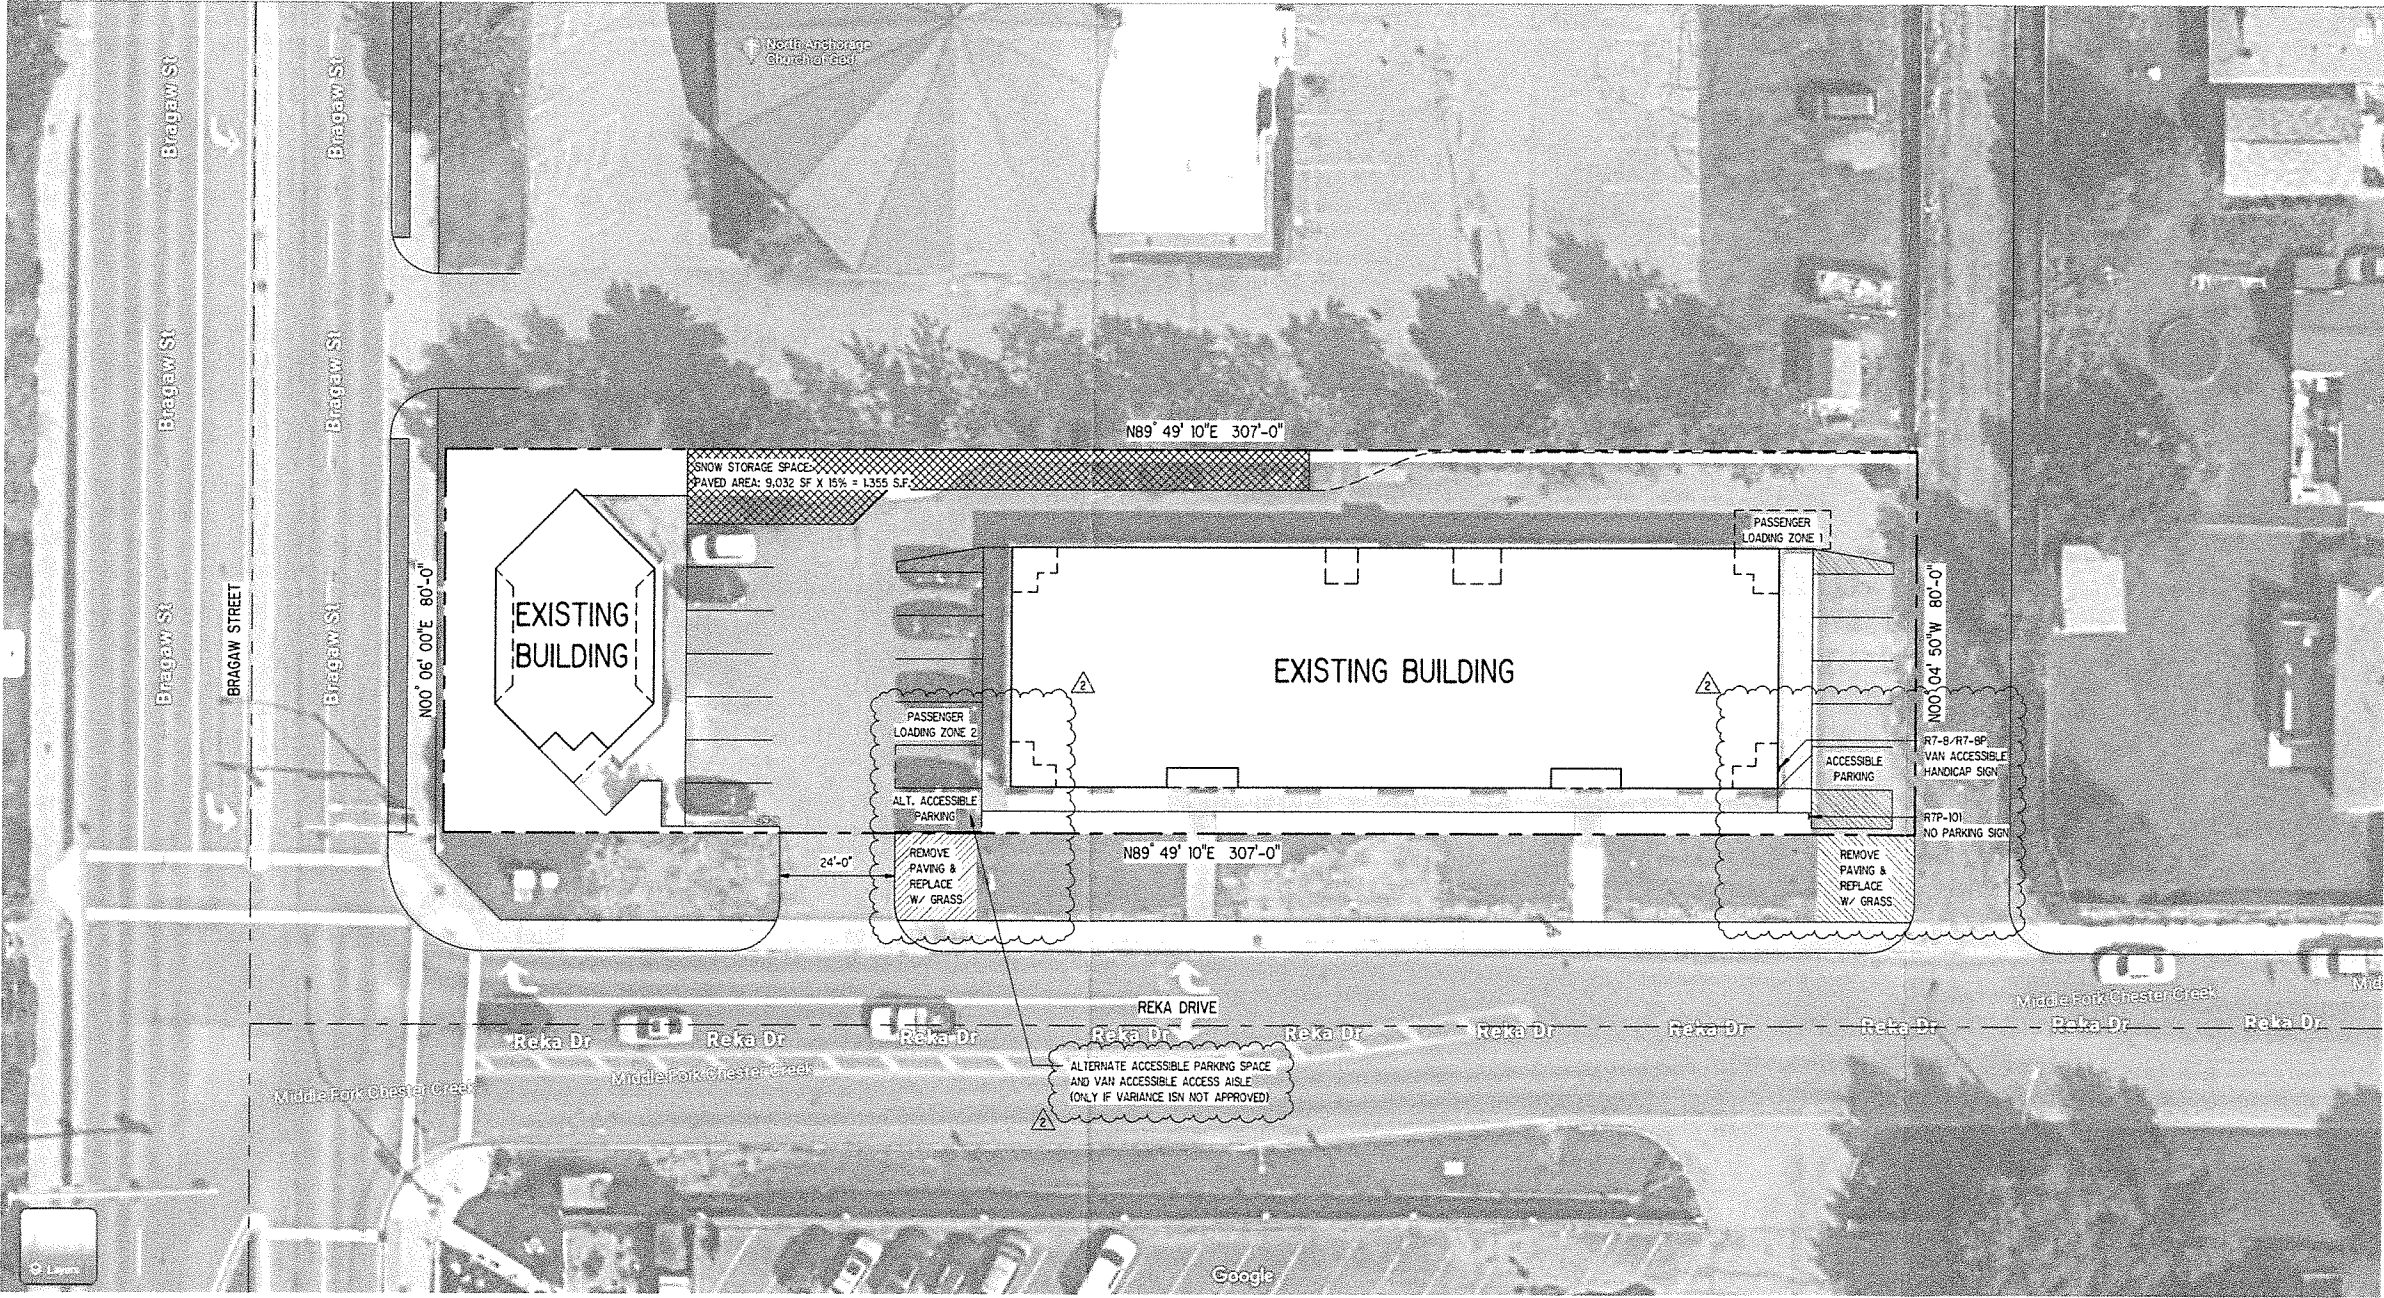 North Anchorage
Church of God
Bragaw St
Bragaw St
Bragaw St
Bragaw St
Bragaw St
Bragaw St
BRAGAW STREET
N89° 49' 10"E 307'-0"
SNOW STORAGE SPACE:
PAVED AREA: 9,032 SF X 15% = 1,355 S.F.
PASSENGER
LOADING ZONE 1
N00° 06' 00"E 80'-0"
EXISTING
BUILDING
EXISTING BUILDING
N00° 04' 50"W 80'-0"
2
2
PASSENGER
LOADING ZONE 2
R7-8/R7-8P
VAN ACCESSIBLE
HANDICAP SIGN
ACCESSIBLE
PARKING
ALT. ACCESSIBLE
PARKING
R7P-101
NO PARKING SIGN
24'-0"
REMOVE
PAVING &
REPLACE
W/ GRASS
N89° 49' 10"E 307'-0"
REMOVE
PAVING &
REPLACE
W/ GRASS
REKA DRIVE
Middle Fork Chester Creek
Mid
Reka Dr
Reka Dr
Reka Dr
Reka Dr
Reka Dr
Reka Dr
Reka Dr
Reka Dr
Reka Dr
Reka Dr
Middle Fork Chester Creek
Middle Fork Chester Creek
ALTERNATE ACCESSIBLE PARKING SPACE
AND VAN ACCESSIBLE ACCESS AISLE
(ONLY IF VARIANCE ISN NOT APPROVED)
2
Layers
Google